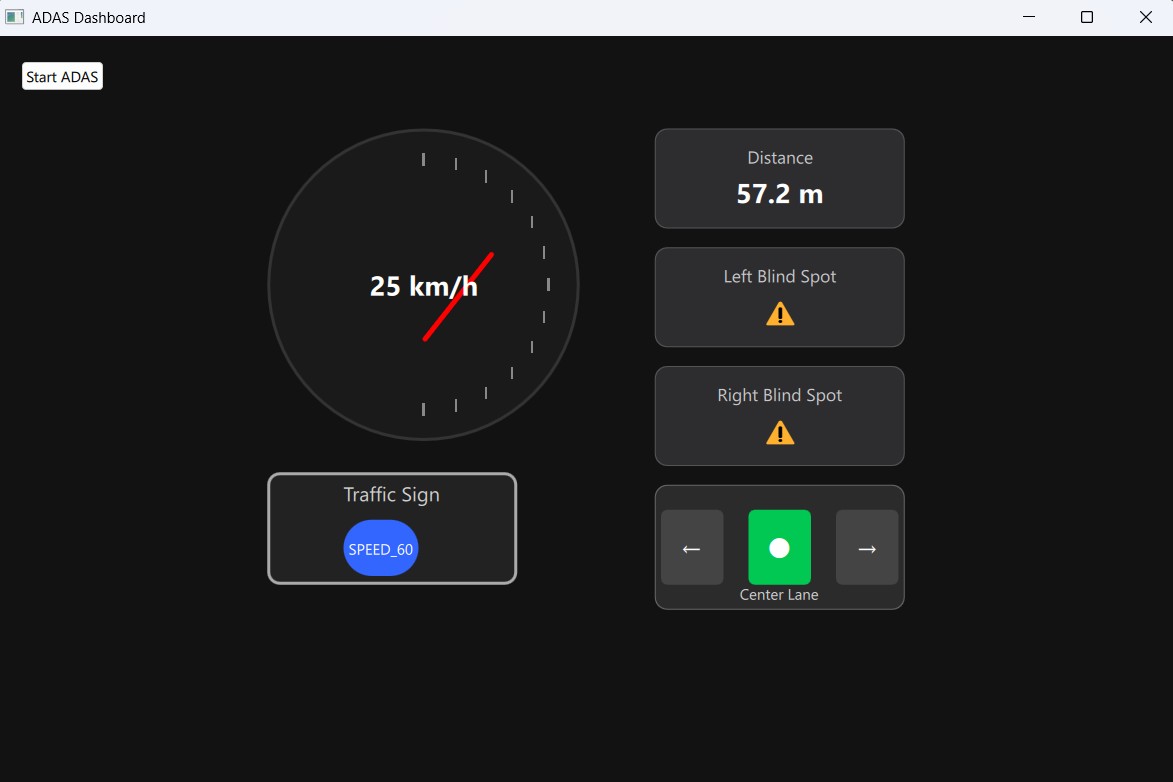 ADAS Dashboard
Start ADAS
25 km/h
Distance
57.2 m
Left Blind Spot
Right Blind Spot
Traffic Sign
SPEED_60
← → 
Center Lane